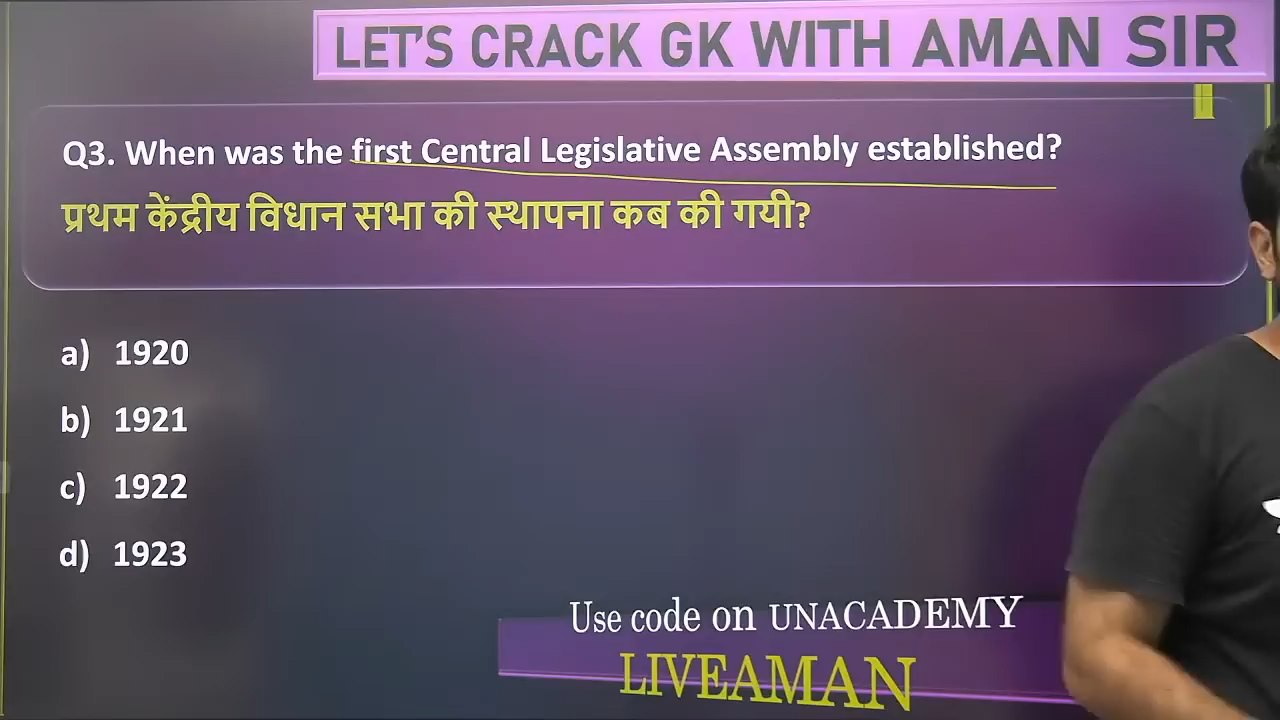 LET'S CRACK GK WITH AMAN SIR
Q3. When was the first Central Legislative Assembly established?
प्रथम केंद्रीय विधान सभा की स्थापना कब की गयी?
a) 1920
b) 1921
c) 1922
d) 1923
Use code on UNACADEMY
LIVEAMAN